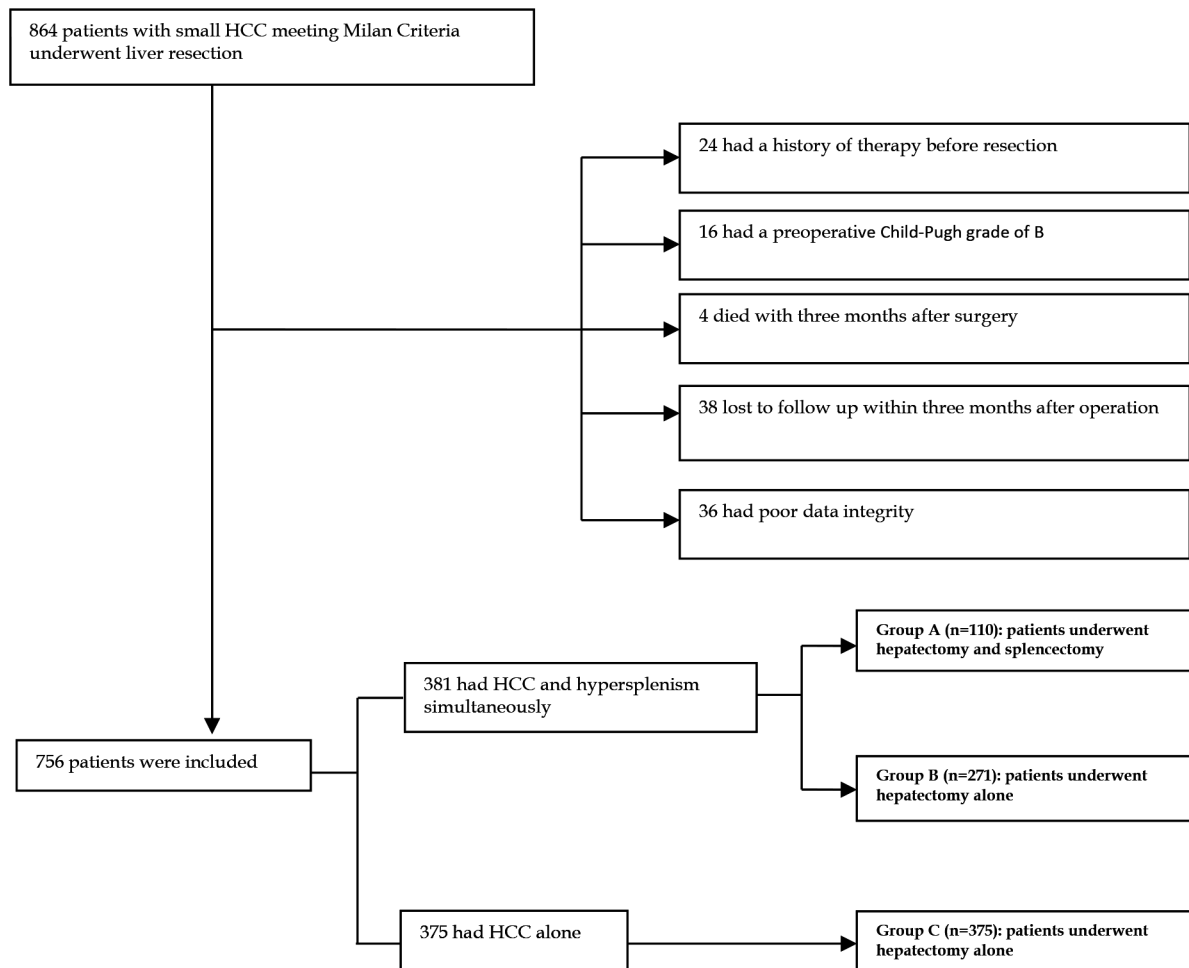 864 patients with small HCC meeting Milan Criteria
underwent liver resection
24 had a history of therapy before resection
16 had a preoperative Child-Pugh grade of B
4 died with three months after surgery
38 lost to follow up within three months after operation
36 had poor data integrity
756 patients were included
381 had HCC and hypersplenism
simultaneously
Group A (n=110): patients underwent
hepatectomy and splencectomy
Group B (n=271): patients underwent
hepatectomy alone
375 had HCC alone
Group C (n=375): patients underwent
hepatectomy alone